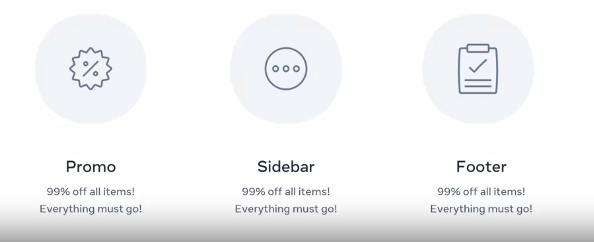 Promo
99% off all items!
Everything must go!
Sidebar
99% off all items!
Everything must go!
Footer
99% off all items!
Everything must go!